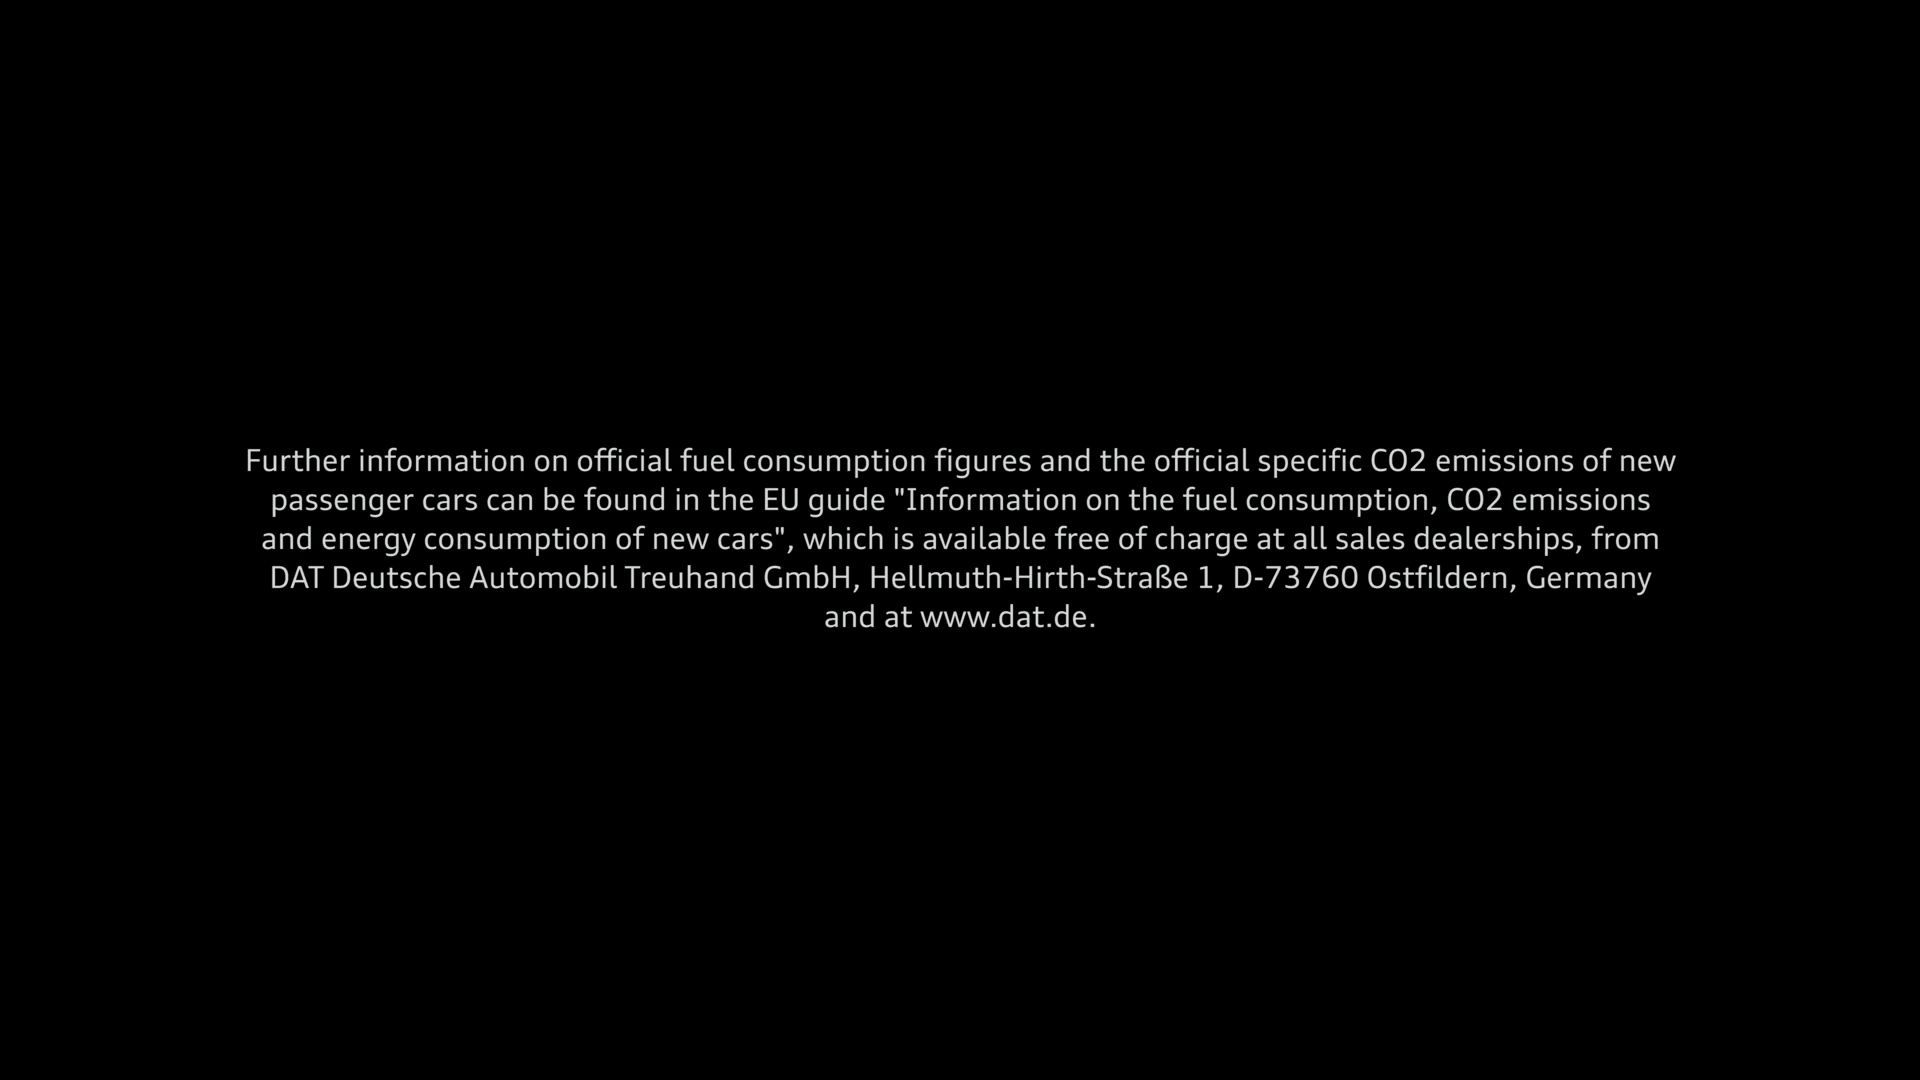 Further information on official fuel consumption figures and the official specific CO2 emissions of new
passenger cars can be found in the EU guide "Information on the fuel consumption, CO2 emissions
and energy consumption of new cars", which is available free of charge at all sales dealerships, from
DAT Deutsche Automobil Treuhand GmbH, Hellmuth-Hirth-Straße 1, D-73760 Ostfildern, Germany
and at www.dat.de.